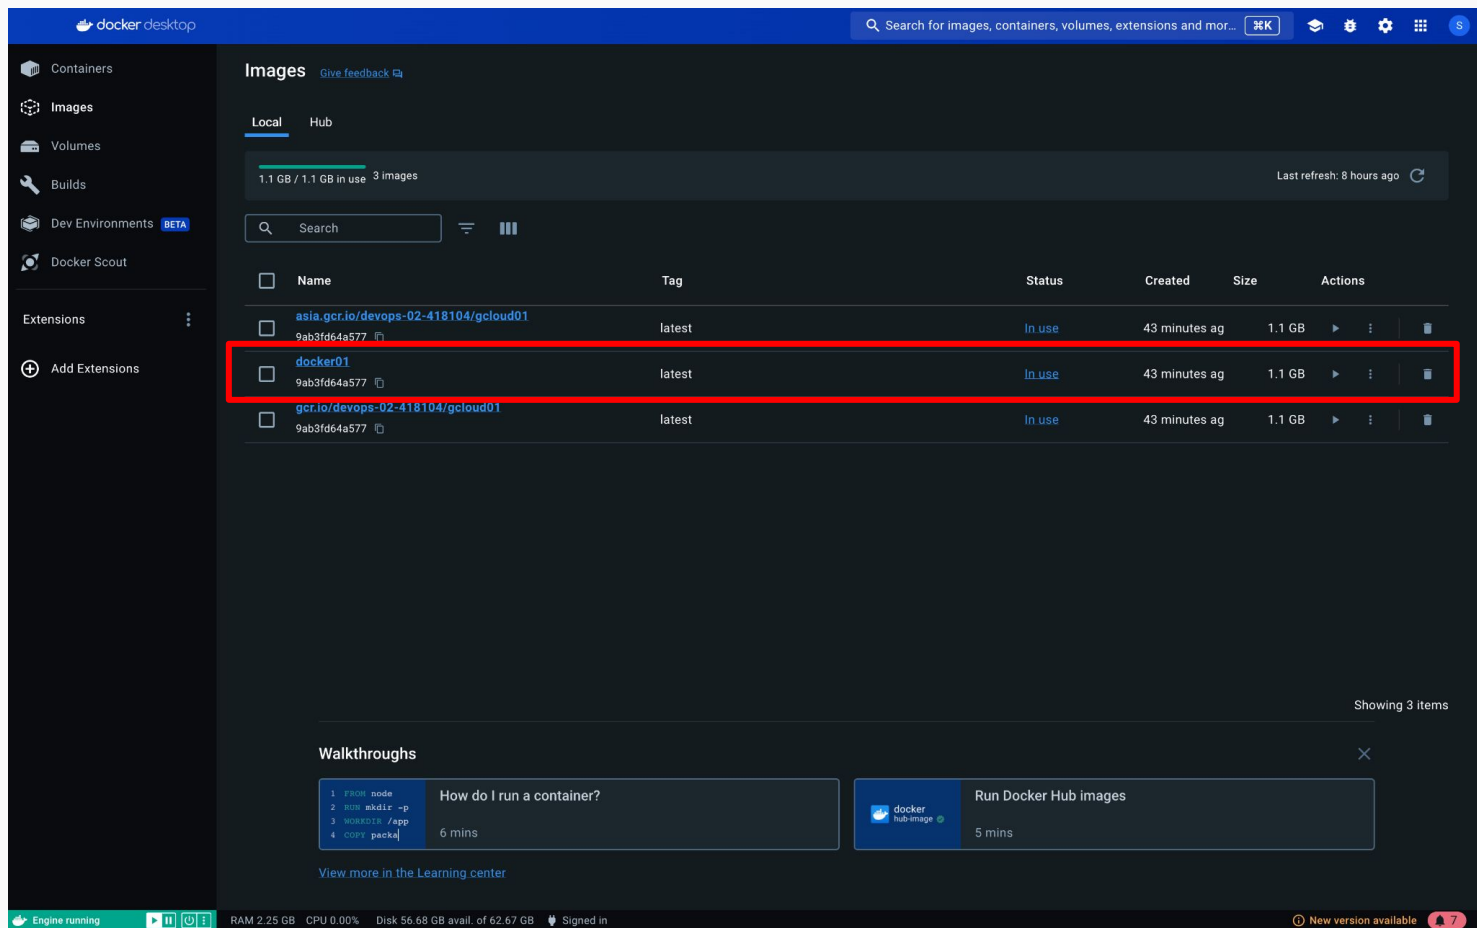 docker desktop
Search for images, containers, volumes, extensions and mor... ⌘K
S
Containers
Images
Volumes
Builds
Dev Environments BETA
Docker Scout
Extensions
Add Extensions
Images Give feedback
Local Hub
1.1 GB / 1.1 GB in use 3 images
Last refresh: 8 hours ago
Search
Name Tag Status Created Size Actions
asia.gcr.io/devops-02-418104/gcloud01
9ab3fd64a577
latest In use 43 minutes ag 1.1 GB
docker01
9ab3fd64a577
latest In use 43 minutes ag 1.1 GB
gcr.io/devops-02-418104/gcloud01
9ab3fd64a577
latest In use 43 minutes ag 1.1 GB
Showing 3 items
Walkthroughs
1 FROM node
2 RUN mkdir -p
3 WORKDIR /app
4 COPY packa
How do I run a container?
6 mins
docker
hub-image
Run Docker Hub images
5 mins
View more in the Learning center
Engine running
RAM 2.25 GB CPU 0.00% Disk 56.68 GB avail. of 62.67 GB Signed in
New version available 7